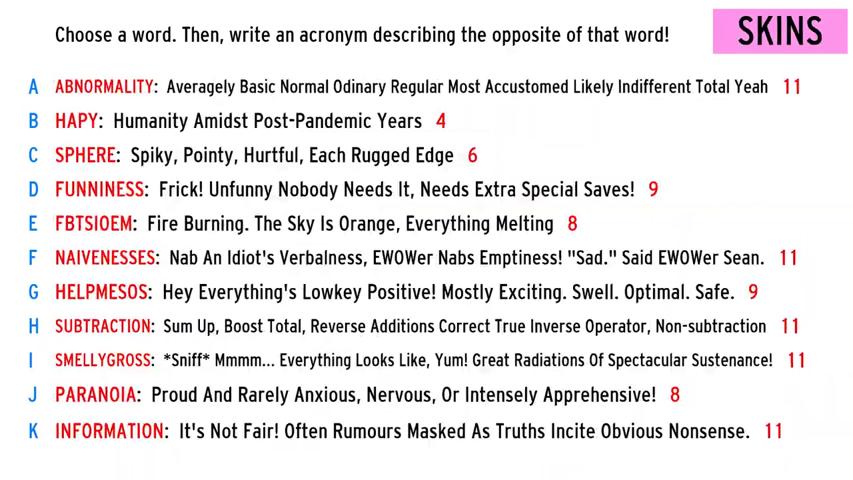 Choose a word. Then, write an acronym describing the opposite of that word!
SKINS
A ABNORMALITY: Averagely Basic Normal Odinary Regular Most Accustomed Likely Indifferent Total Yeah 11
B HAPY: Humanity Amidst Post-Pandemic Years 4
C SPHERE: Spiky, Pointy, Hurtful, Each Rugged Edge 6
D FUNNINESS: Frick! Unfunny Nobody Needs It, Needs Extra Special Saves! 9
E FBTSIOEM: Fire Burning. The Sky Is Orange, Everything Melting 8
F NAIVENESSES: Nab An Idiot's Verbalness, EWOWer Nabs Emptiness! "Sad." Said EWOWer Sean. 11
G HELPMESOS: Hey Everything's Lowkey Positive! Mostly Exciting. Swell. Optimal. Safe. 9
H SUBTRACTION: Sum Up, Boost Total, Reverse Additions Correct True Inverse Operator, Non-subtraction 11
I SMELLYGROSS: *Sniff* Mmmm... Everything Looks Like, Yum! Great Radiations Of Spectacular Sustenance! 11
J PARANOIA: Proud And Rarely Anxious, Nervous, Or Intensely Apprehensive! 8
K INFORMATION: It's Not Fair! Often Rumours Masked As Truths Incite Obvious Nonsense. 11